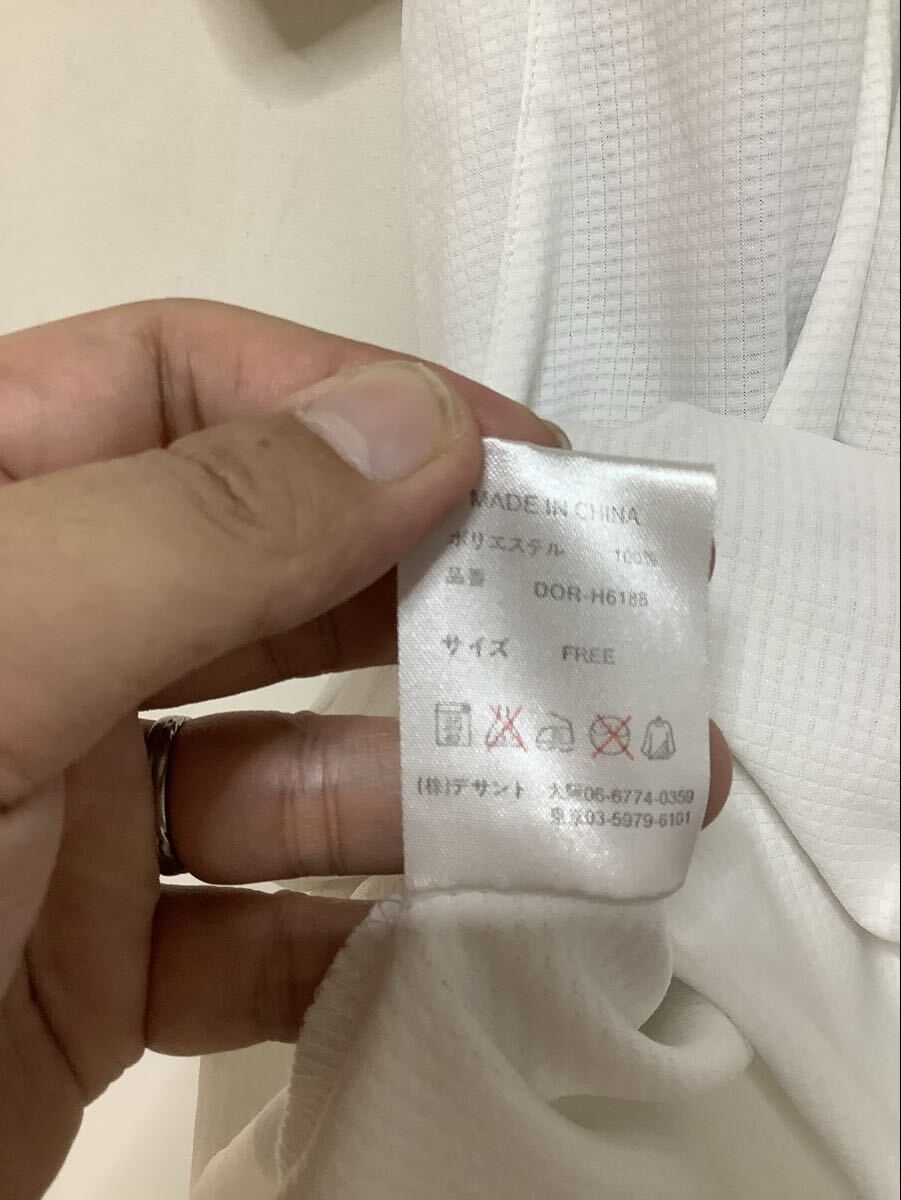 MADE IN CHINA
ポリエステル 100%
品番 DOR-H618B
サイズ FREE
(株)デサント 大阪06-6774-0359
東京03-5979-6101